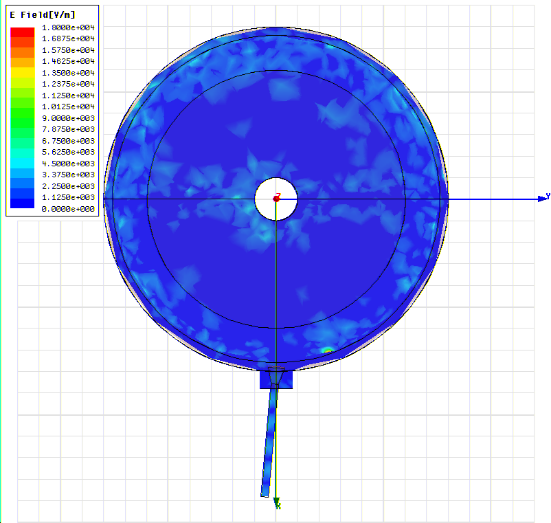 E Field[V/m]
1.8000e+004
1.6875e+004
1.5750e+004
1.4625e+004
1.3500e+004
1.2375e+004
1.1250e+004
1.0125e+004
9.0000e+003
7.8750e+003
6.7500e+003
5.6250e+003
4.5000e+003
3.3750e+003
2.2500e+003
1.1250e+003
0.0000e+000
Z
Y
X